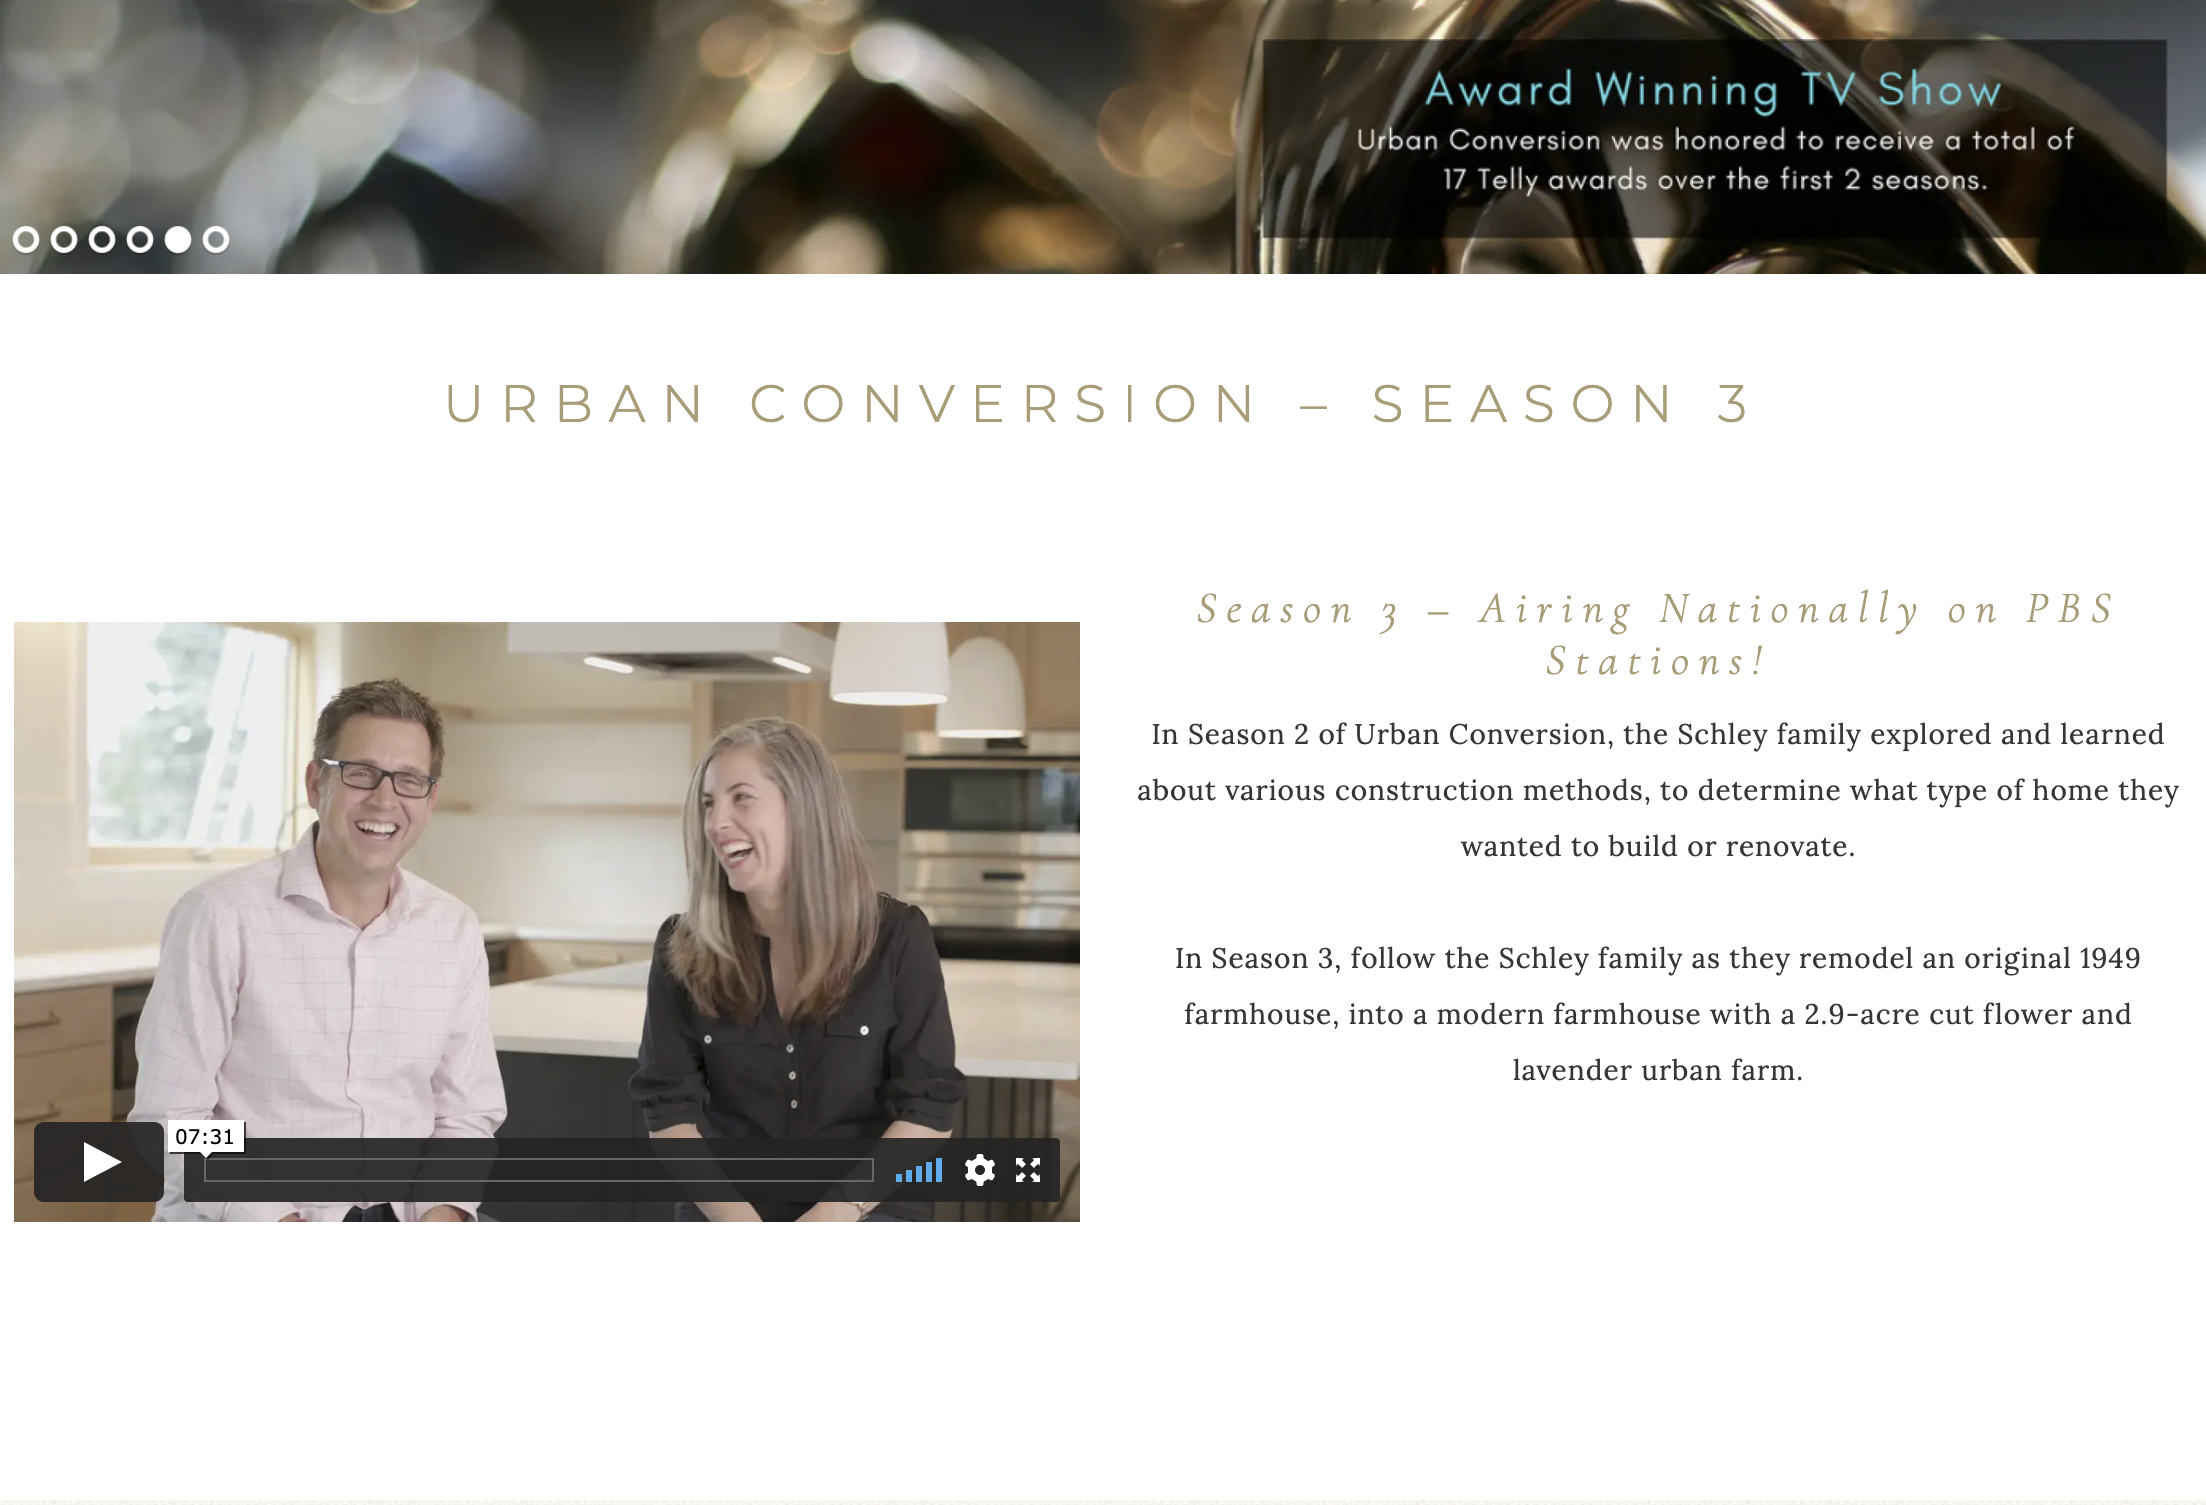 Award Winning TV Show
Urban Conversion was honored to receive a total of
17 Telly awards over the first 2 seasons.
URBAN CONVERSION – SEASON 3
Season 3 – Airing Nationally on PBS
Stations!
In Season 2 of Urban Conversion, the Schley family explored and learned
about various construction methods, to determine what type of home they
wanted to build or renovate.
In Season 3, follow the Schley family as they remodel an original 1949
farmhouse, into a modern farmhouse with a 2.9-acre cut flower and
lavender urban farm.
07:31